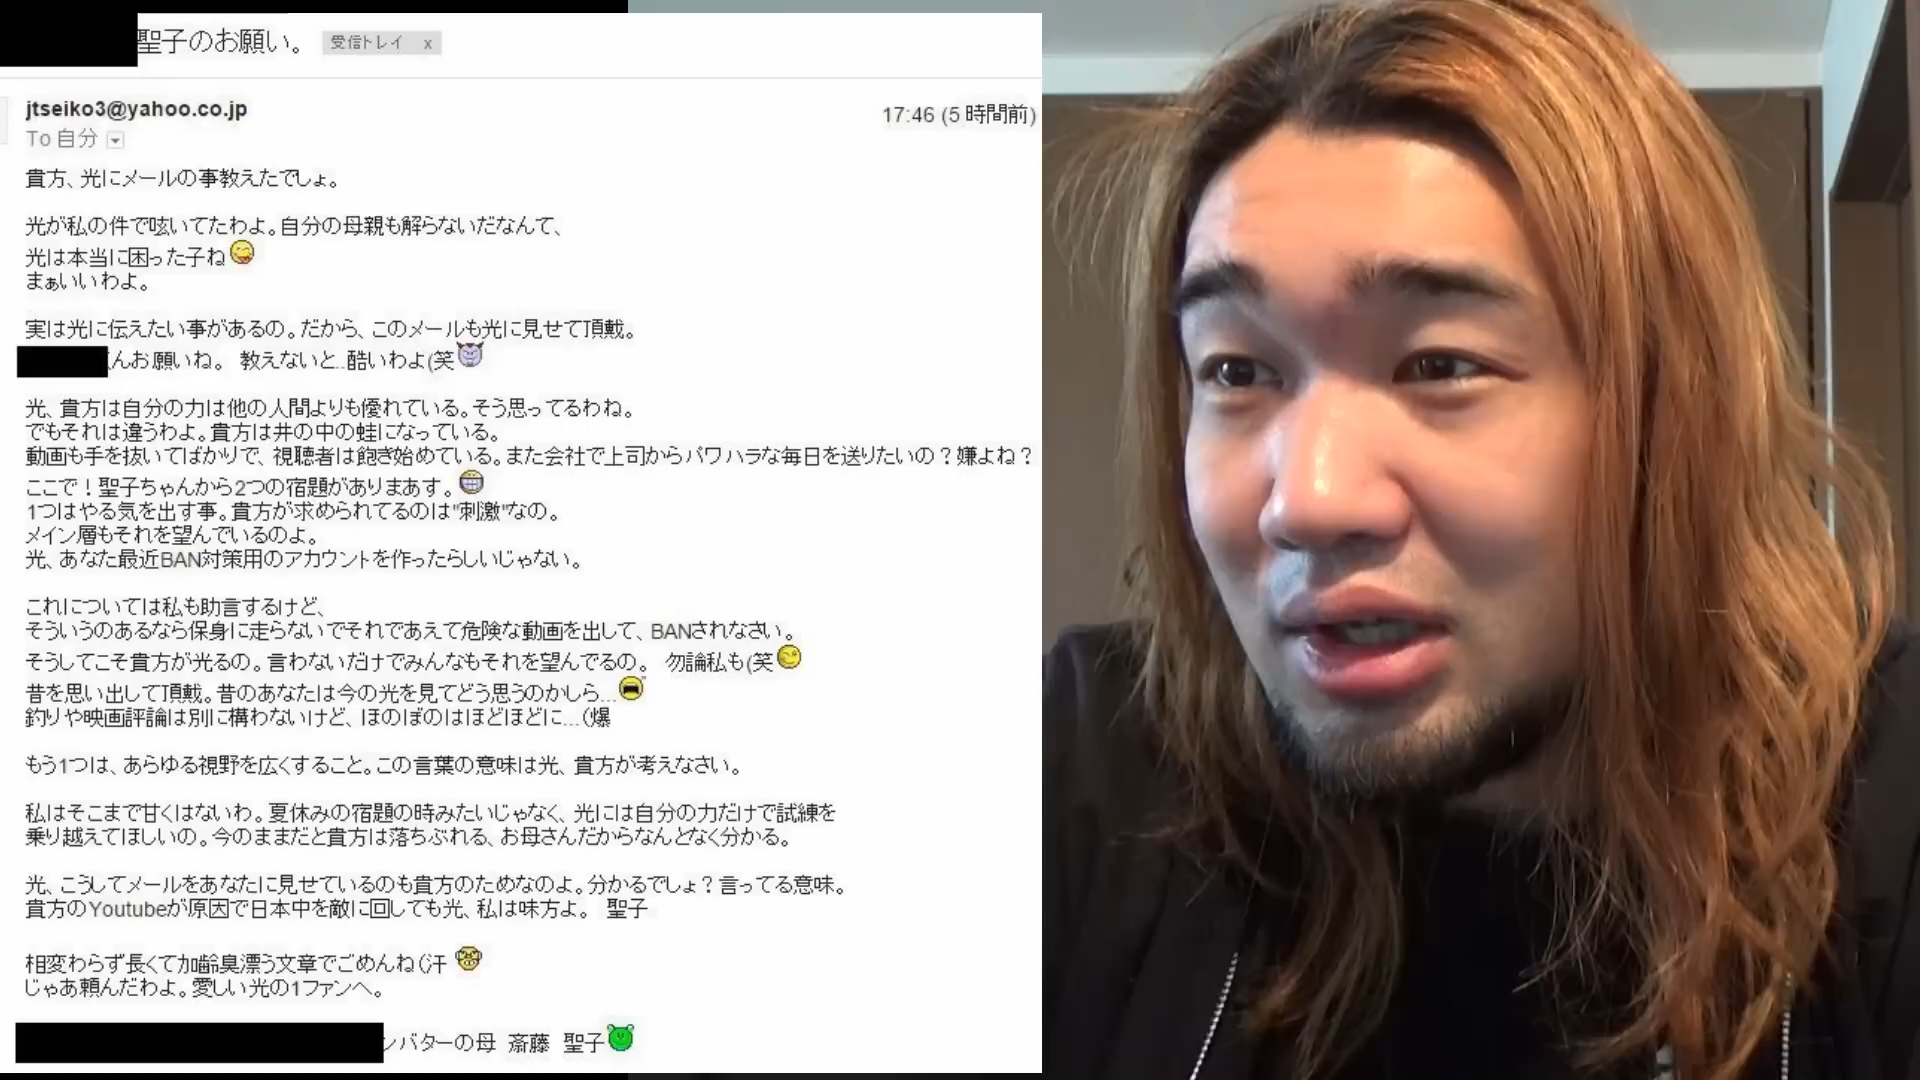 聖子のお願い。 受信トレイ x
jtseiko3@yahoo.co.jp 17:46 (5 時間前)
To 自分
貴方、光にメールの事教えたでしょ。
光が私の件で呟いてたわよ。自分の母親も解らないだなんて、
光は本当に困った子ね
まぁいいわよ。
実は光に伝えたい事があるの。だから、このメールも光に見せて頂戴。
んお願いね。 教えないと..酷いわよ(笑
光、貴方は自分の力は他の人間よりも優れている。そう思ってるわね。
でもそれは違うわよ。貴方は井の中の蛙になっている。
動画も手を抜いてばかりで、視聴者は飽き始めている。また会社で上司からパワハラな毎日を送りたいの？嫌よね？
ここで！聖子ちゃんから2つの宿題がありまあす。
1つはやる気を出す事。貴方が求められてるのは"刺激"なの。
メイン層もそれを望んでいるのよ。
光、あなた最近BAN対策用のアカウントを作ったらしいじゃない。
これについては私も助言するけど、
そういうのあるなら保身に走らないでそれであえて危険な動画を出して、BANされなさい。
そうしてこそ貴方が光るの。言わないだけでみんなもそれを望んでるの。 勿論私も(笑
昔を思い出して頂戴。昔のあなたは今の光を見てどう思うのかしら...
釣りや映画評論は別に構わないけど、ほのぼのはほどほどに...(爆
もう1つは、あらゆる視野を広くすること。この言葉の意味は光、貴方が考えなさい。
私はそこまで甘くはないわ。夏休みの宿題の時みたいじゃなく、光には自分の力だけで試練を
乗り越えてほしいの。今のままだと貴方は落ちぶれる、お母さんだからなんとなく分かる。
光、こうしてメールをあなたに見せているのも貴方のためなのよ。分かるでしょ？言ってる意味。
貴方のYoutubeが原因で日本中を敵に回しても光、私は味方よ。 聖子
相変わらず長くて加齢臭漂う文章でごめんね(汗
じゃあ頼んだわよ。愛しい光の1ファンへ。
ンバターの母 斎藤 聖子